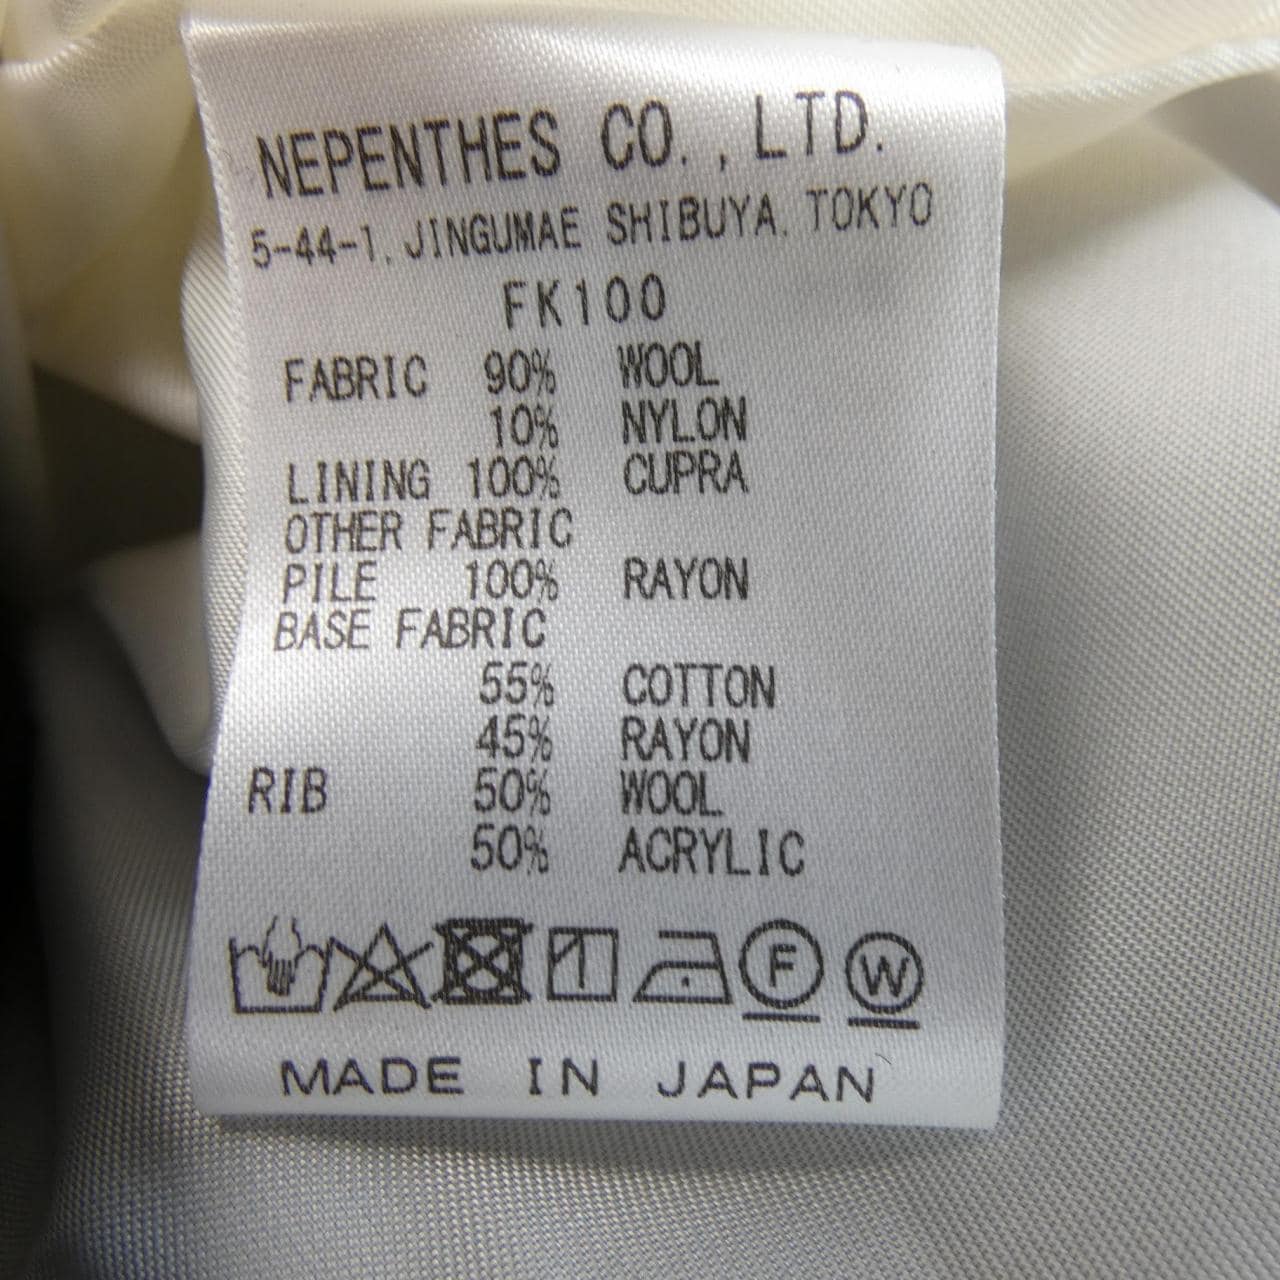 NEPENTHES CO., LTD.
5-44-1. JINGUMAE SHIBUYA. TOKYO
FK100
FABRIC 90% WOOL
10% NYLON
LINING 100% CUPRA
OTHER FABRIC
PILE 100% RAYON
BASE FABRIC
55% COTTON
45% RAYON
RIB 50% WOOL
50% ACRYLIC
F W
MADE IN JAPAN